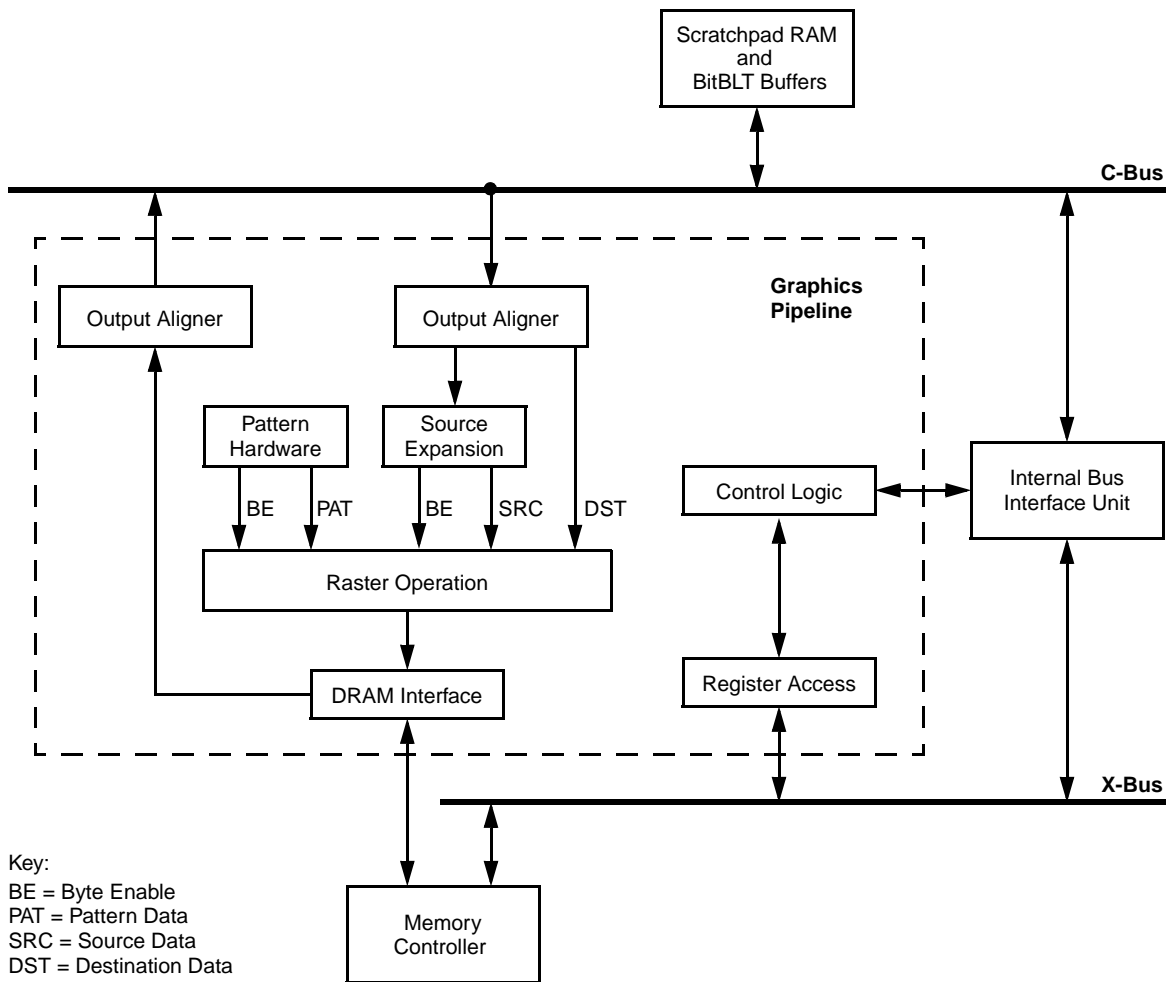 Scratchpad RAM
and
BitBLT Buffers
C-Bus
Graphics
Pipeline
Output Aligner
Output Aligner
Pattern
Hardware
Source
Expansion
Control Logic
Internal Bus
Interface Unit
BE
PAT
BE
SRC
DST
Raster Operation
Register Access
DRAM Interface
X-Bus
Key:
BE = Byte Enable
PAT = Pattern Data
SRC = Source Data
DST = Destination Data
Memory
Controller